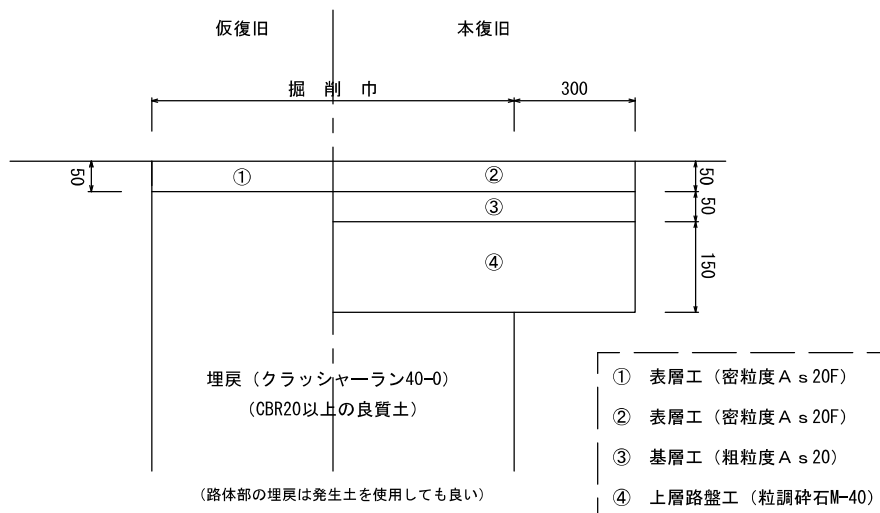 仮復旧
本復旧
掘 削 巾
300
50
①
②
50
③
50
④
150
埋戻（クラッシャーラン40-0）
（CBR20以上の良質土）
（路体部の埋戻は発生土を使用しても良い）
① 表層工（密粒度Ａｓ20F）
② 表層工（密粒度Ａｓ20F）
③ 基層工（粗粒度Ａｓ20）
④ 上層路盤工（粒調砕石M-40）